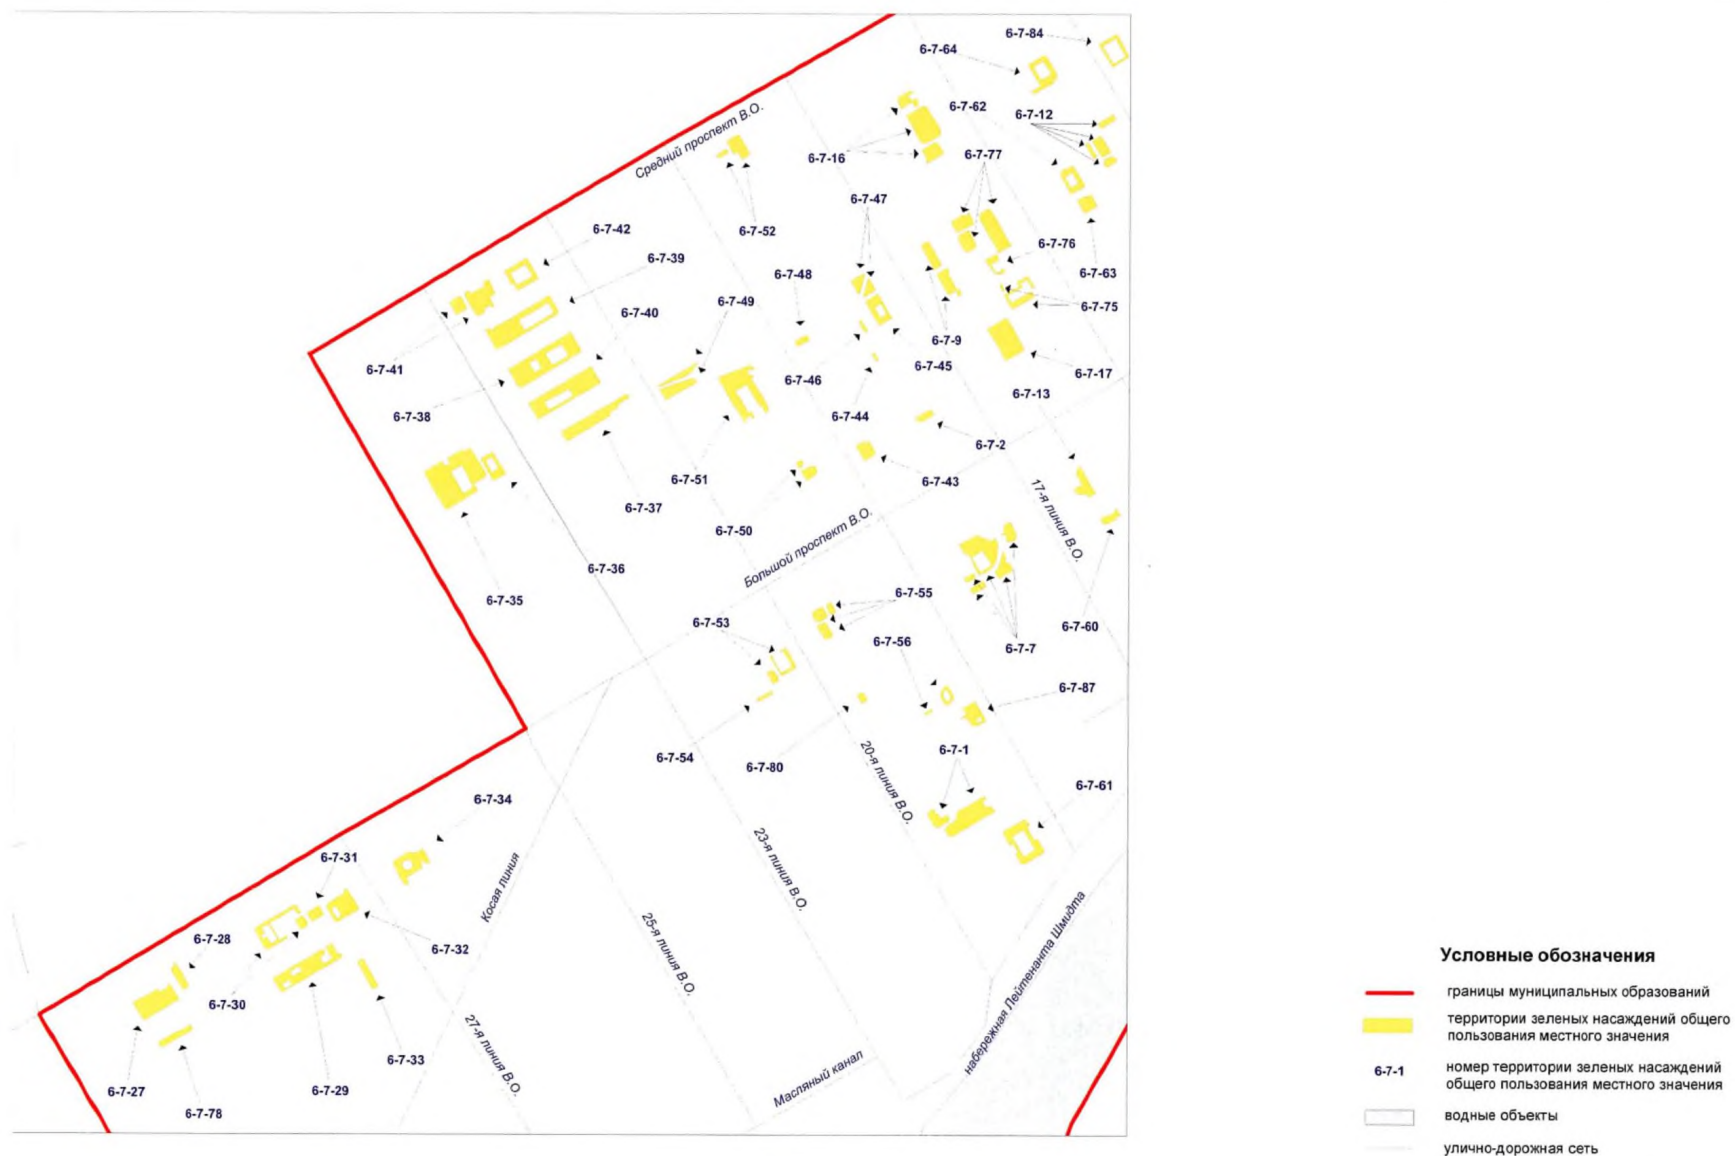 6-7-84
6-7-64
6-7-62
6-7-12
Средний проспект В.О.
6-7-16
6-7-77
6-7-47
6-7-42
6-7-52
6-7-76
6-7-39
6-7-48
6-7-63
6-7-49
6-7-75
6-7-40
6-7-9
6-7-41
6-7-45
6-7-17
6-7-46
6-7-13
6-7-38
6-7-44
6-7-2
6-7-51
6-7-43
6-7-37
17-я линия В.О.
6-7-50
Большой проспект В.О.
6-7-36
6-7-35
6-7-55
6-7-53
6-7-60
6-7-56
6-7-7
6-7-87
6-7-54
6-7-80
20-я линия В.О.
6-7-1
6-7-61
6-7-34
6-7-31
23-я линия В.О.
Косая линия
6-7-28
6-7-32
25-я линия В.О.
набережная Лейтенанта Шмидта
6-7-30
27-я линия В.О.
6-7-33
Масляный канал
6-7-27
6-7-29
6-7-78
Условные обозначения
границы муниципальных образований
территории зеленых насаждений общего
пользования местного значения
6-7-1
номер территории зеленых насаждений
общего пользования местного значения
водные объекты
улично-дорожная сеть